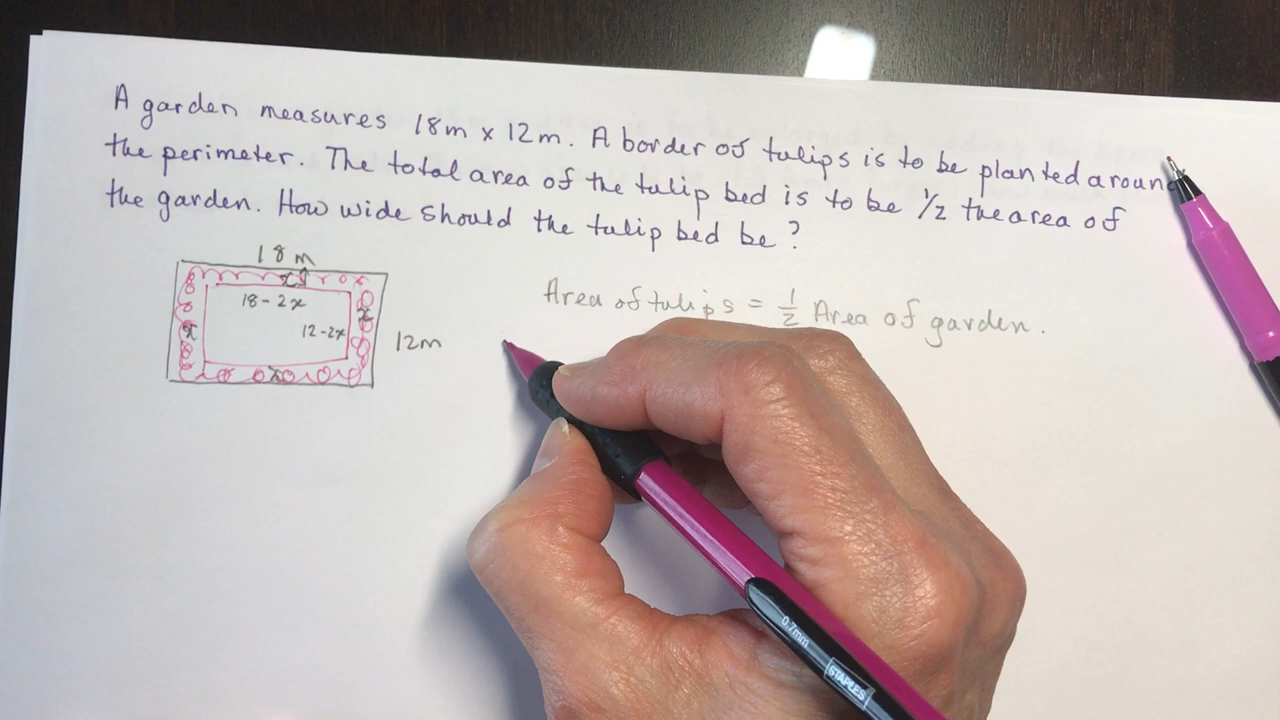 A garden measures 18m x 12m. A border of tulips is to be planted around
the perimeter. The total area of the tulip bed is to be 1/2 the area of
the garden. How wide should the tulip bed be?
18 m
x
18-2x
x
12-2x
x
12m
x
Area of tulips = 1/2 Area of garden.
0.7mm
STAPLES